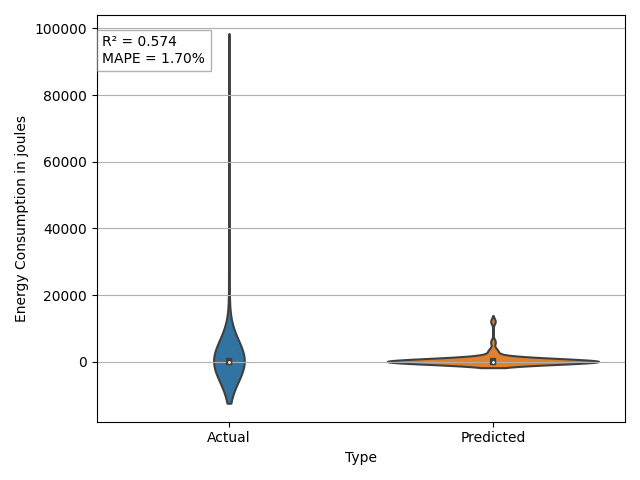 100000
80000
60000
40000
20000
0
Energy Consumption in joules
R² = 0.574
MAPE = 1.70%
Actual
Predicted
Type